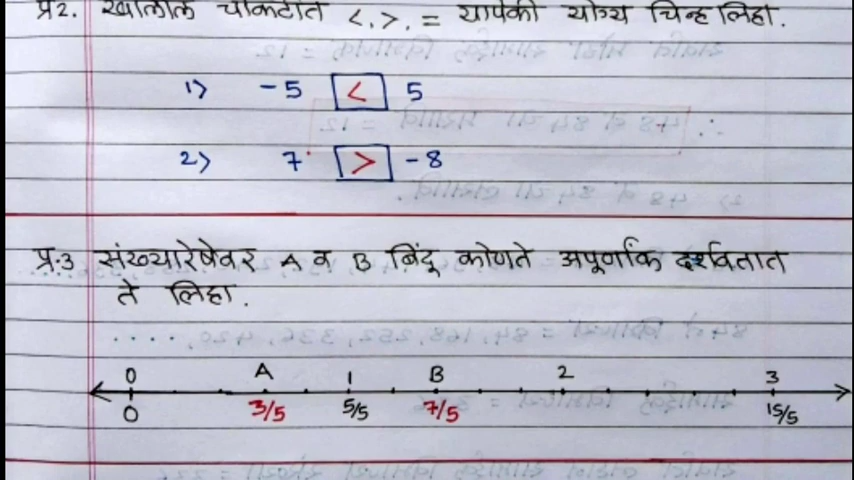 प्र2. खालील चौकटीत <, >, = यापैकी योग्य चिन्ह लिहा.
1) -5 < 5
2) 7 > -8
प्र.3 संख्यारेषेवर A व B बिंदू कोणते अपूर्णांक दर्शवितात
ते लिहा.
0 A 1 B 2 3
0 3/5 5/5 7/5 15/5